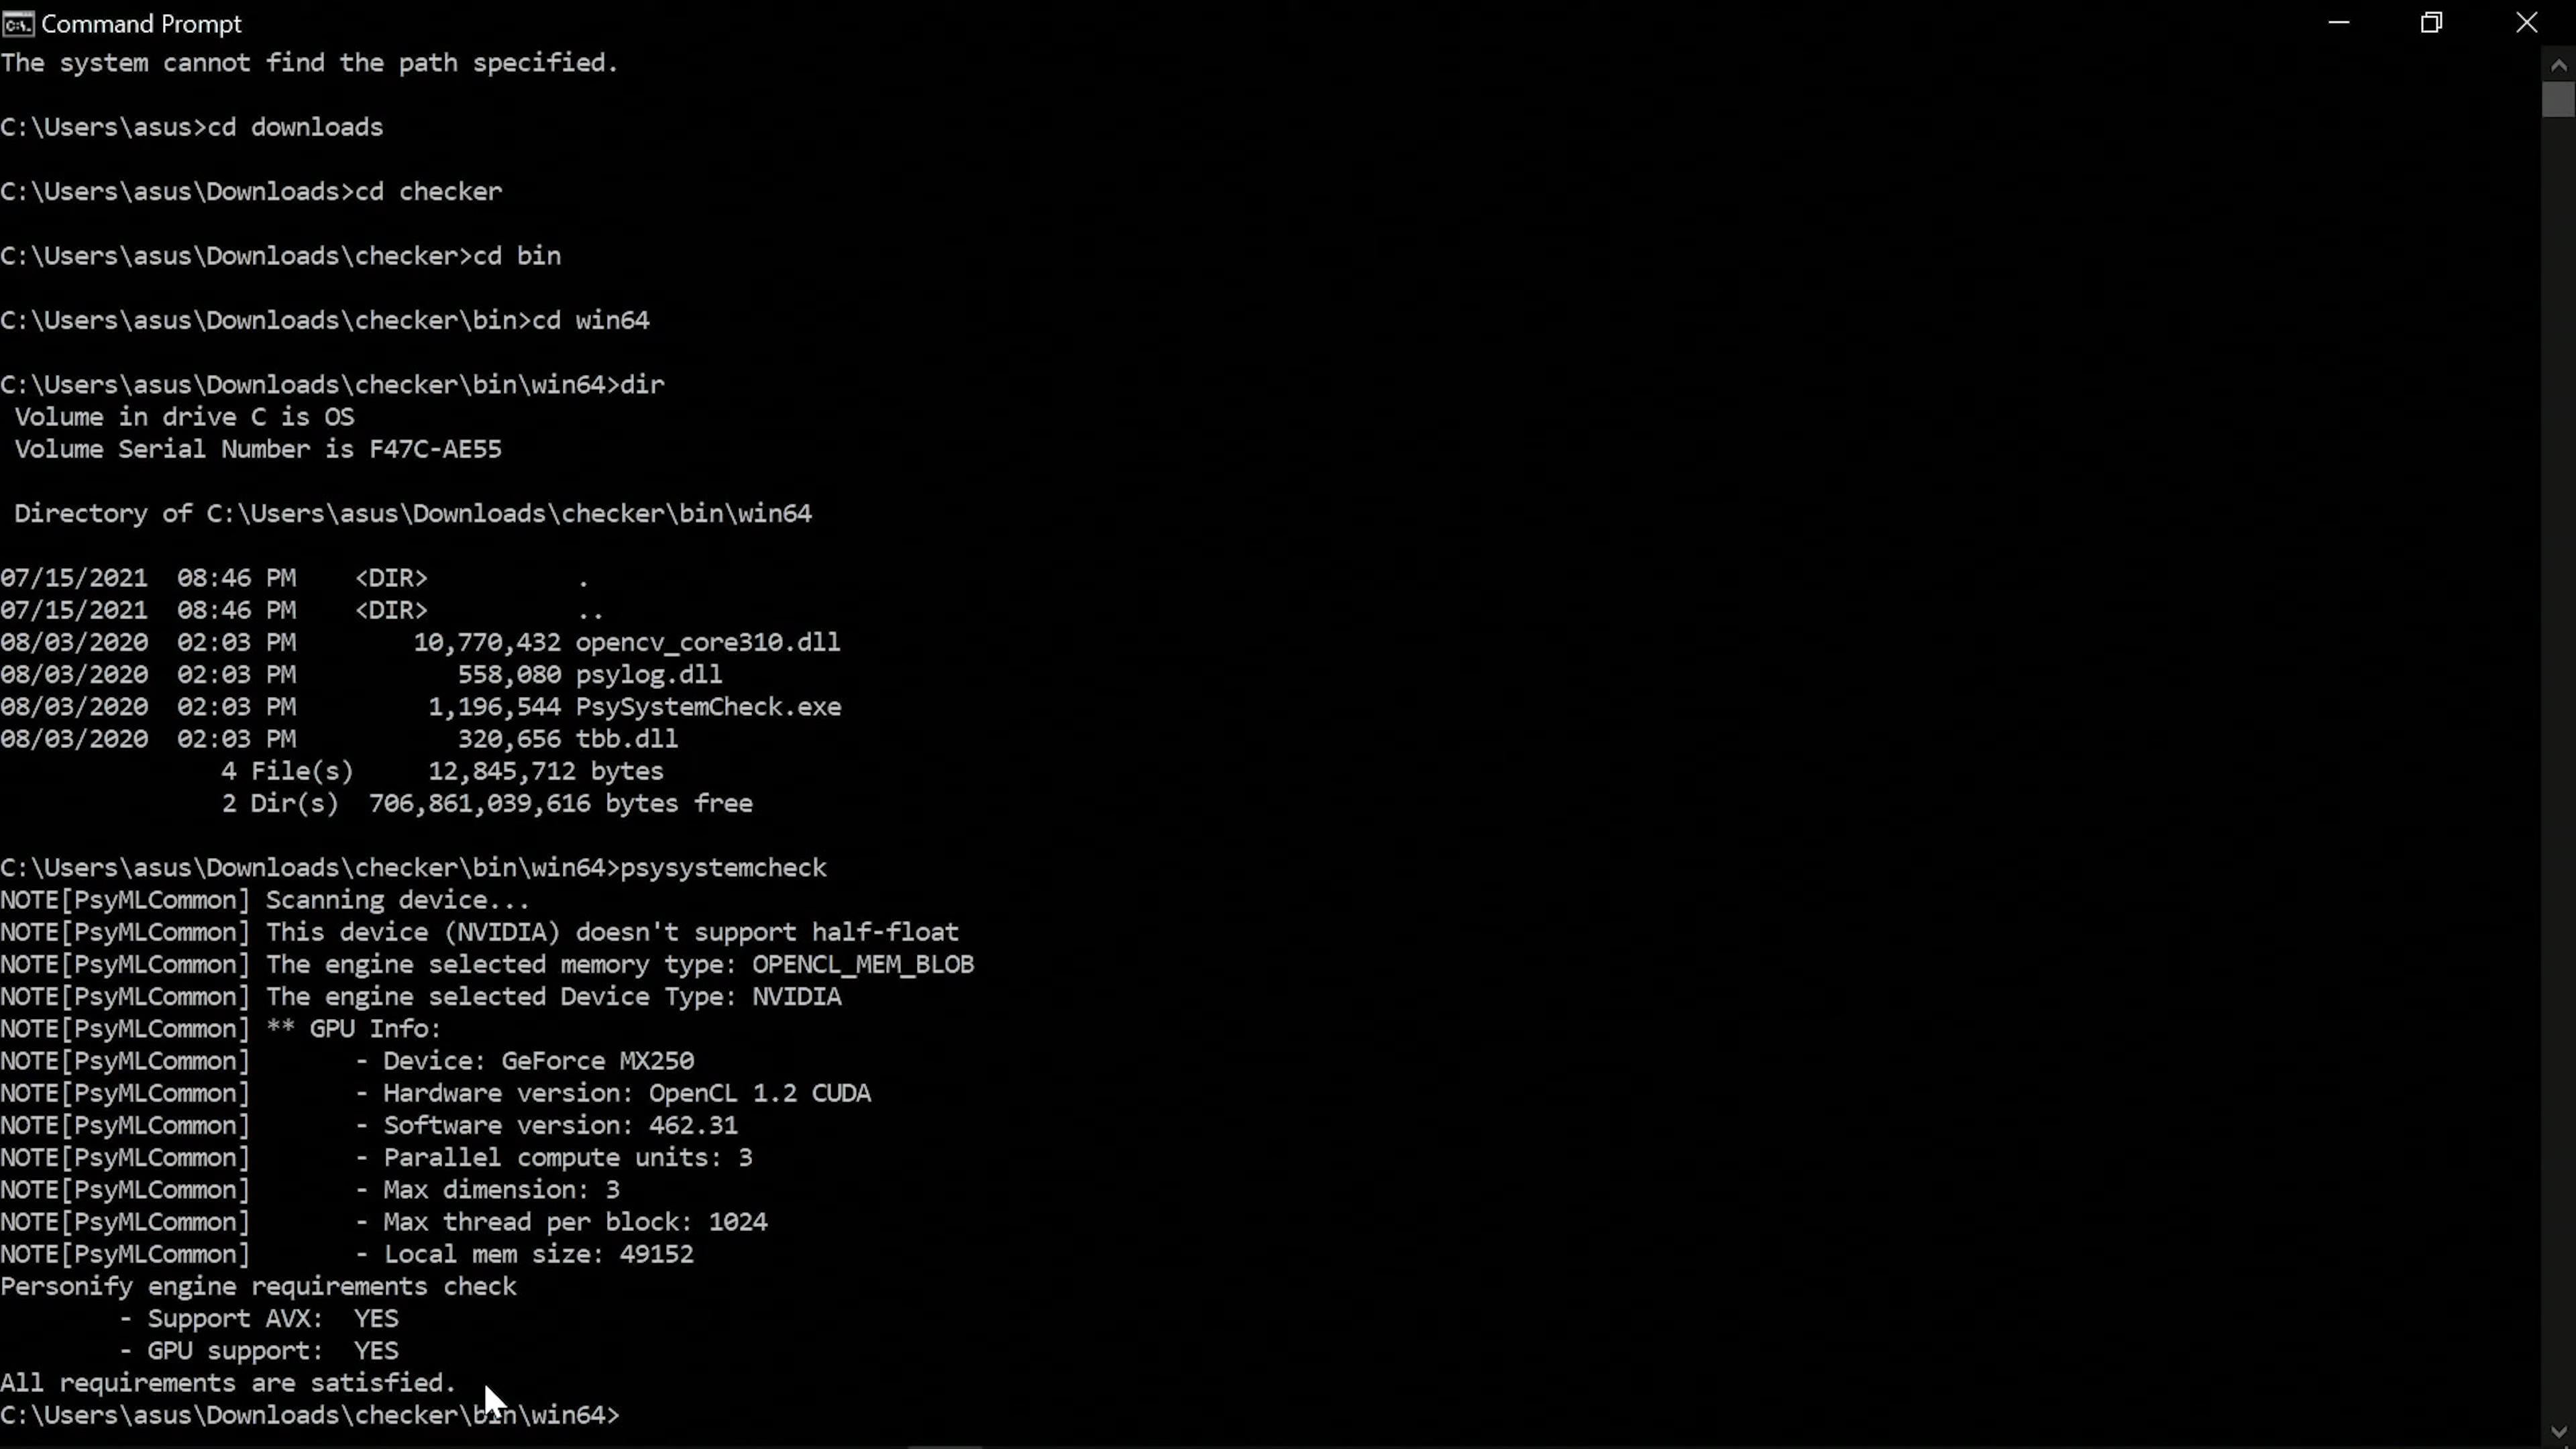 Command Prompt
The system cannot find the path specified.
C:\Users\asus>cd downloads
C:\Users\asus\Downloads>cd checker
C:\Users\asus\Downloads\checker>cd bin
C:\Users\asus\Downloads\checker\bin>cd win64
C:\Users\asus\Downloads\checker\bin\win64>dir
Volume in drive C is OS
Volume Serial Number is F47C-AE55
Directory of C:\Users\asus\Downloads\checker\bin\win64
07/15/2021  08:46 PM    <DIR>          .
07/15/2021  08:46 PM    <DIR>          ..
08/03/2020  02:03 PM        10,770,432 opencv_core310.dll
08/03/2020  02:03 PM           558,080 psylog.dll
08/03/2020  02:03 PM         1,196,544 PsySystemCheck.exe
08/03/2020  02:03 PM           320,656 tbb.dll
4 File(s)     12,845,712 bytes
2 Dir(s)  706,861,039,616 bytes free
C:\Users\asus\Downloads\checker\bin\win64>psysystemcheck
NOTE[PsyMLCommon] Scanning device...
NOTE[PsyMLCommon] This device (NVIDIA) doesn't support half-float
NOTE[PsyMLCommon] The engine selected memory type: OPENCL_MEM_BLOB
NOTE[PsyMLCommon] The engine selected Device Type: NVIDIA
NOTE[PsyMLCommon] ** GPU Info:
NOTE[PsyMLCommon]       - Device: GeForce MX250
NOTE[PsyMLCommon]       - Hardware version: OpenCL 1.2 CUDA
NOTE[PsyMLCommon]       - Software version: 462.31
NOTE[PsyMLCommon]       - Parallel compute units: 3
NOTE[PsyMLCommon]       - Max dimension: 3
NOTE[PsyMLCommon]       - Max thread per block: 1024
NOTE[PsyMLCommon]       - Local mem size: 49152
Personify engine requirements check
- Support AVX:  YES
- GPU support:  YES
All requirements are satisfied.
C:\Users\asus\Downloads\checker\bin\win64>